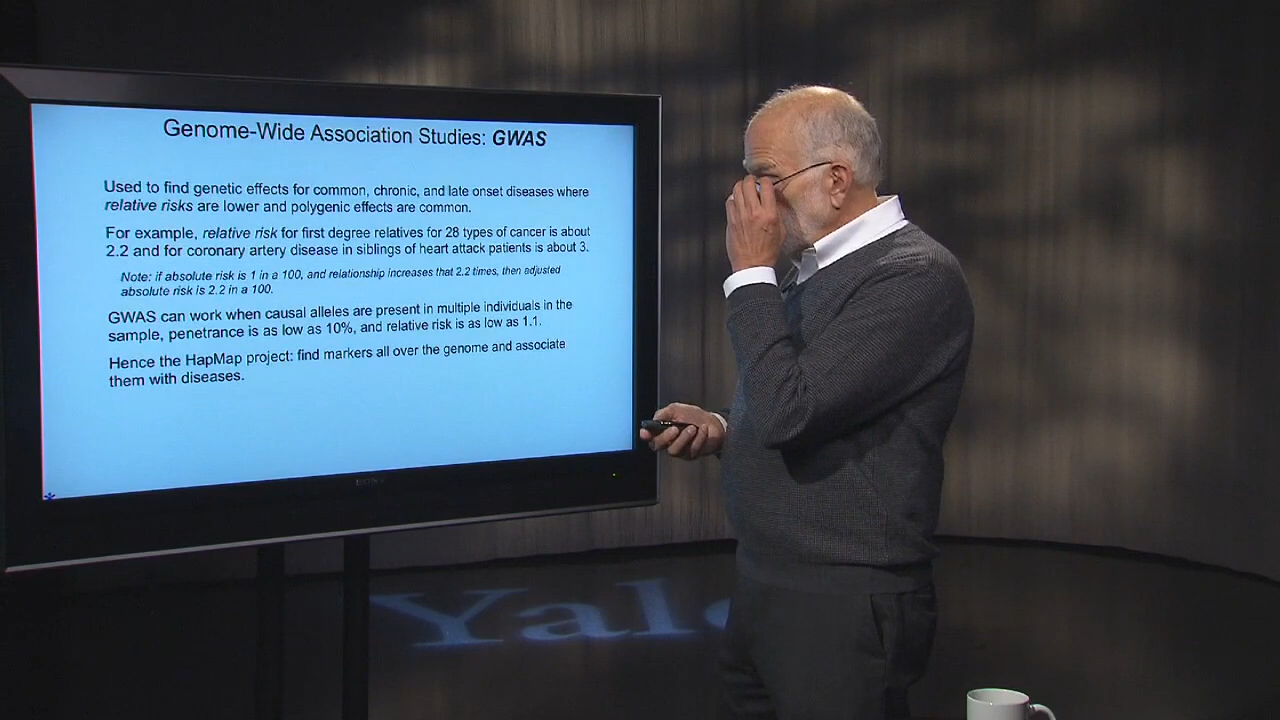 Genome-Wide Association Studies: GWAS
Used to find genetic effects for common, chronic, and late onset diseases where
relative risks are lower and polygenic effects are common.
For example, relative risk for first degree relatives for 28 types of cancer is about
2.2 and for coronary artery disease in siblings of heart attack patients is about 3.
Note: if absolute risk is 1 in a 100, and relationship increases that 2.2 times, then adjusted
absolute risk is 2.2 in a 100.
GWAS can work when causal alleles are present in multiple individuals in the
sample, penetrance is as low as 10%, and relative risk is as low as 1.1.
Hence the HapMap project: find markers all over the genome and associate
them with diseases.
SONY
Yale